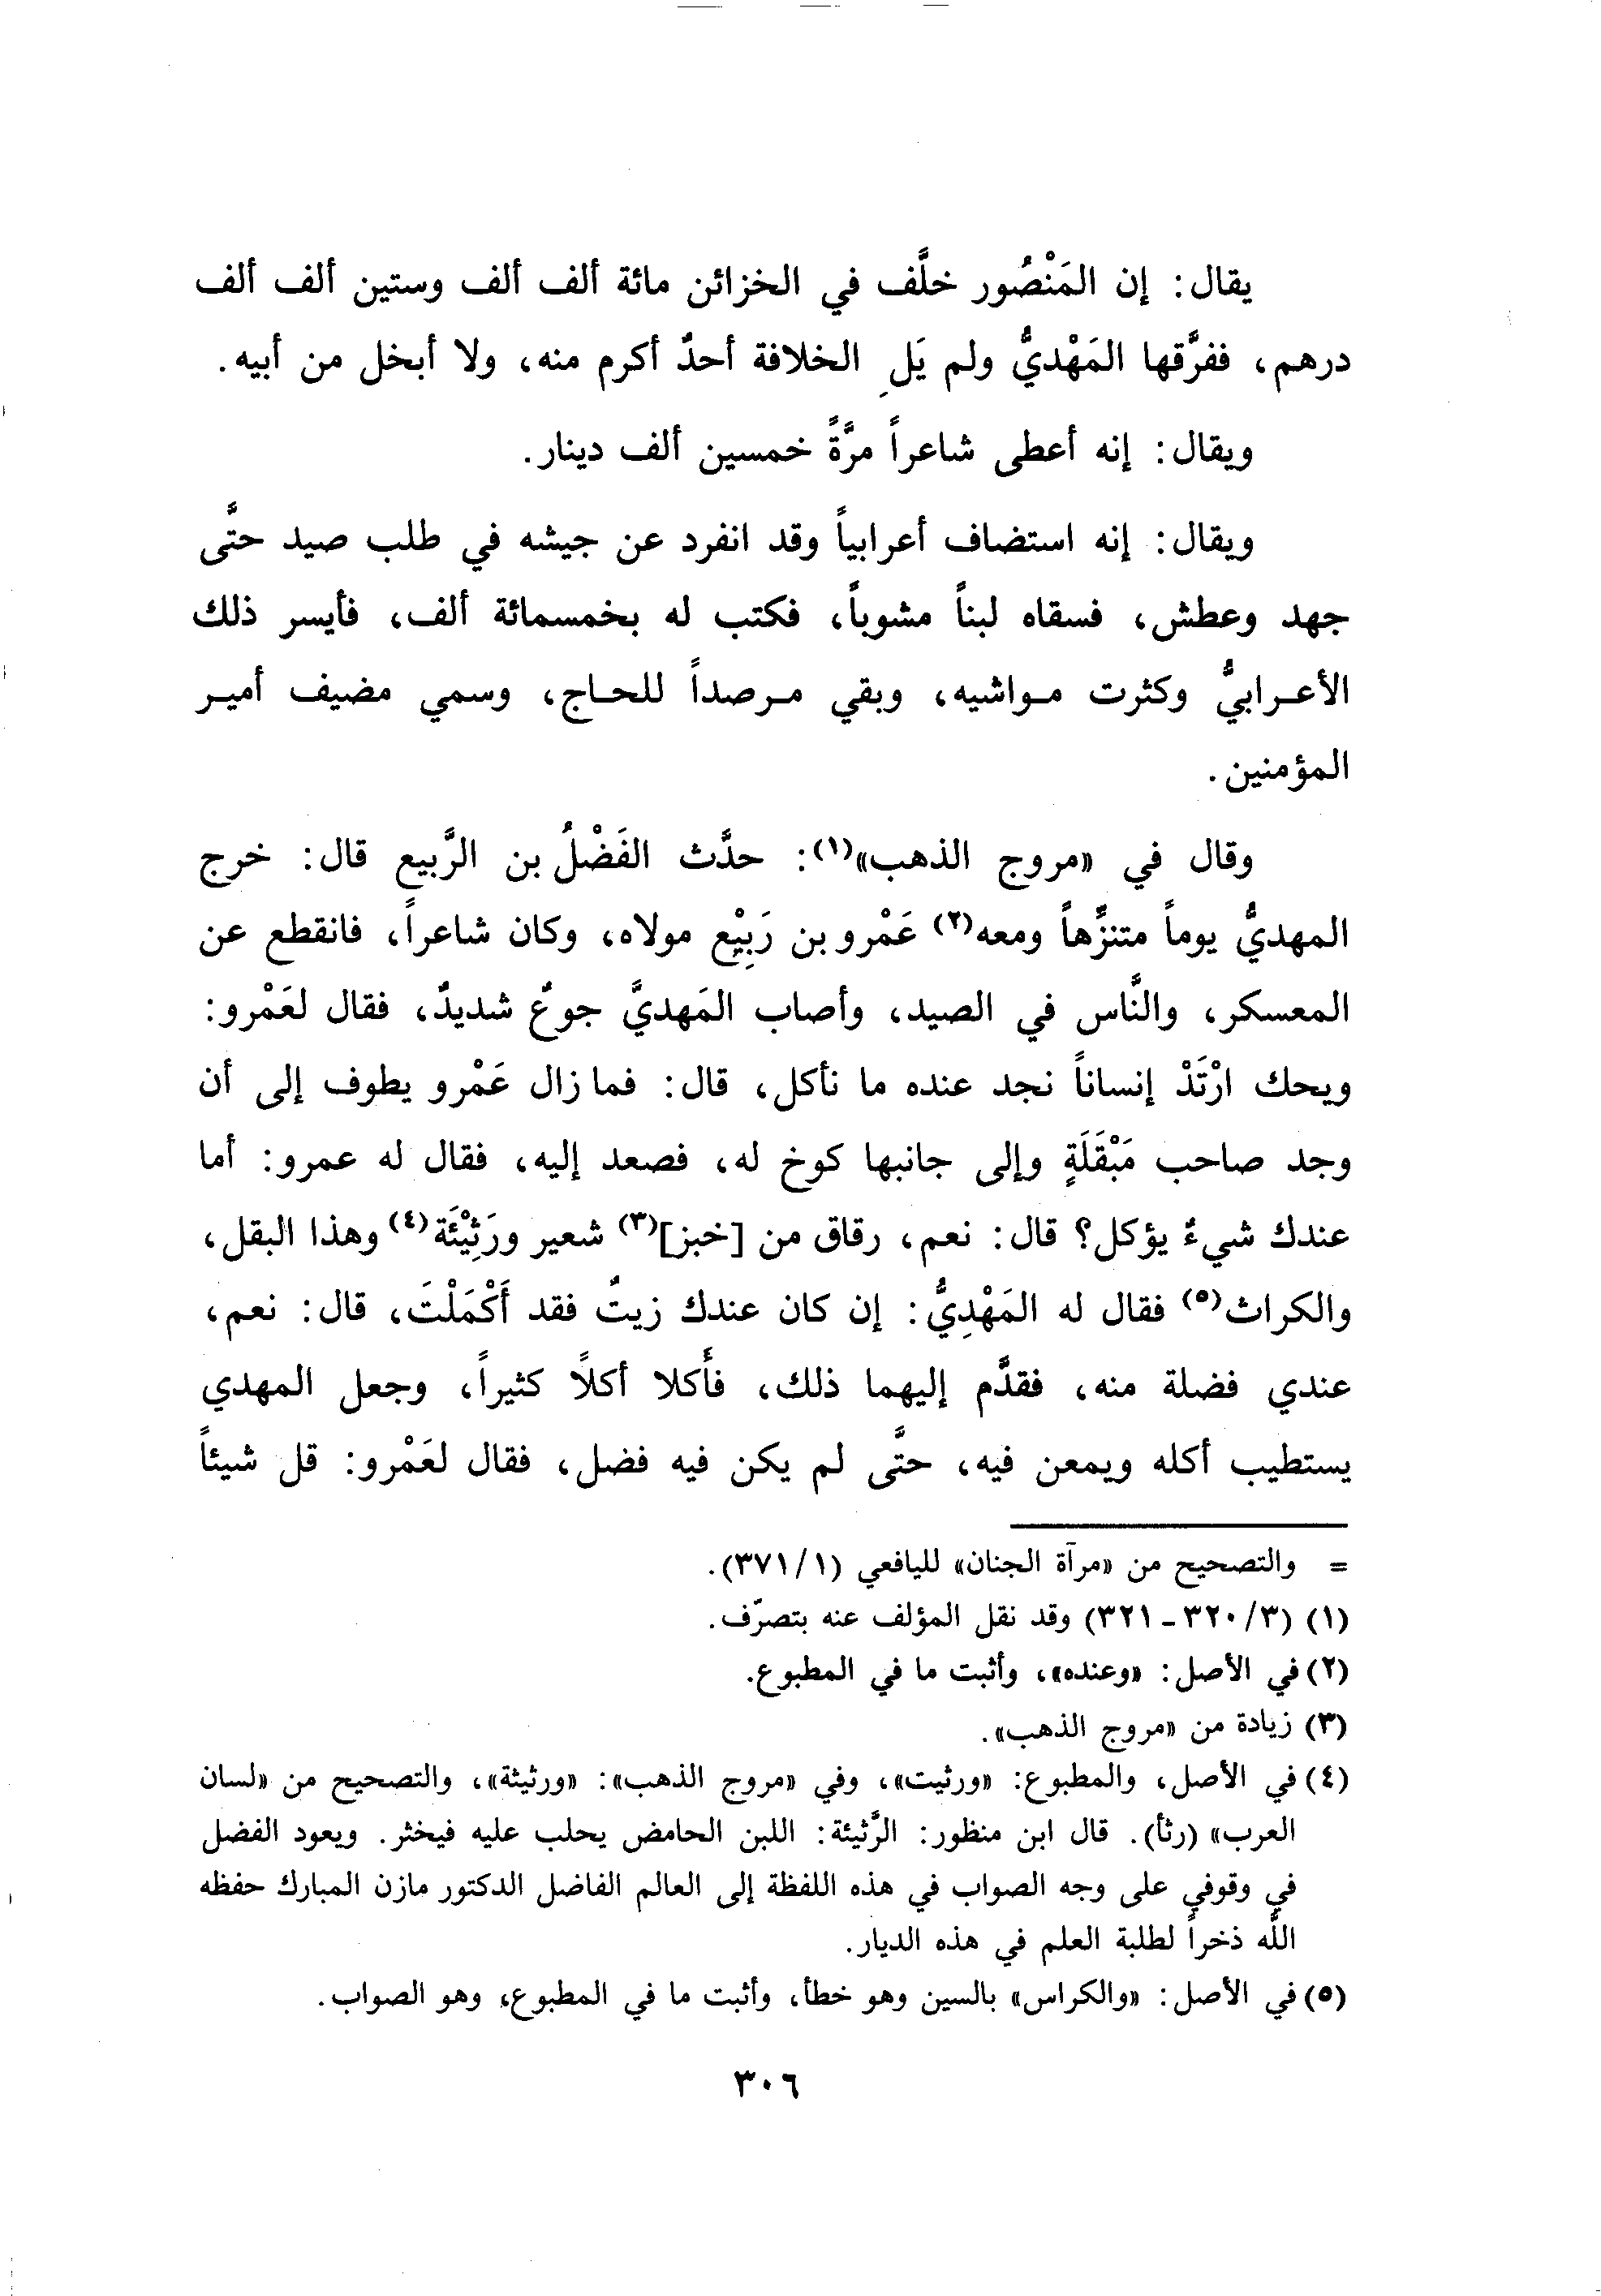 يقال: إن المَنْصُور خلَّف في الخزائن مائة ألف ألف وستين ألف ألف
درهم، ففرَّقها المَهْديُّ ولم يَلِ الخلافة أحدٌ أكرم منه، ولا أبخل من أبيه.
ويقال: إنه أعطى شاعراً مرَّةً خمسين ألف دينار.
ويقال: إنه استضاف أعرابياً وقد انفرد عن جيشه في طلب صيد حتَّى
جهد وعطش، فسقاه لبناً مشوباً، فكتب له بخمسمائة ألف، فأيسر ذلك
الأعرابيُّ وكثرت مواشيه، وبقي مرصداً للحاج، وسمي مضيف أمير
المؤمنين.
وقال في «مروج الذهب»(١): حدَّث الفَضْلُ بن الرَّبيع قال: خرج
المهديُّ يوماً متنزِّهاً ومعه(٢) عَمْرو بن رَبِيْع مولاه، وكان شاعراً، فانقطع عن
المعسكر، والنَّاس في الصيد، وأصاب المَهديَّ جوعٌ شديدٌ، فقال لعَمْرو:
ويحك ارْتَدْ إنساناً نجد عنده ما نأكل، قال: فما زال عَمْرو يطوف إلى أن
وجد صاحب مَبْقَلَةٍ وإلى جانبها كوخ له، فصعد إليه، فقال له عمرو: أما
عندك شيءٌ يؤكل؟ قال: نعم، رقاق من [خبز](٣) شعير ورَثِيْئَة(٤) وهذا البقل،
والكراث(٥) فقال له المَهْدِيُّ: إن كان عندك زيتٌ فقد أَكْمَلْتَ، قال: نعم،
عندي فضلة منه، فقدَّم إليهما ذلك، فأَكلا أكلًا كثيراً، وجعل المهدي
يستطيب أكله ويمعن فيه، حتَّى لم يكن فيه فضل، فقال لعَمْرو: قل شيئاً
= والتصحيح من «مرآة الجنان» لليافعي (١/ ٣٧١).
(١) (٣/ ٣٢٠ - ٣٢١) وقد نقل المؤلف عنه بتصرّف.
(٢) في الأصل: «وعنده»، وأثبت ما في المطبوع.
(٣) زيادة من «مروج الذهب».
(٤) في الأصل، والمطبوع: «ورثيت»، وفي «مروج الذهب»: «ورثيثة»، والتصحيح من «لسان
العرب» (رثأ). قال ابن منظور: الرَّثيئة: اللبن الحامض يحلب عليه فيخثر. ويعود الفضل
في وقوفي على وجه الصواب في هذه اللفظة إلى العالم الفاضل الدكتور مازن المبارك حفظه
اللَّه ذخراً لطلبة العلم في هذه الديار.
(٥) في الأصل: «والكراس» بالسين وهو خطأ، وأثبت ما في المطبوع، وهو الصواب.
٣٠٦